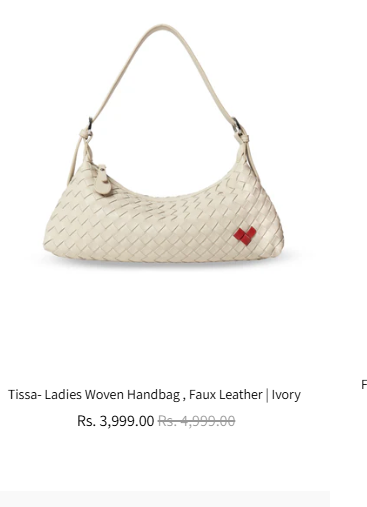 Tissa- Ladies Woven Handbag , Faux Leather | Ivory
Rs. 3,999.00 Rs. 4,999.00
F